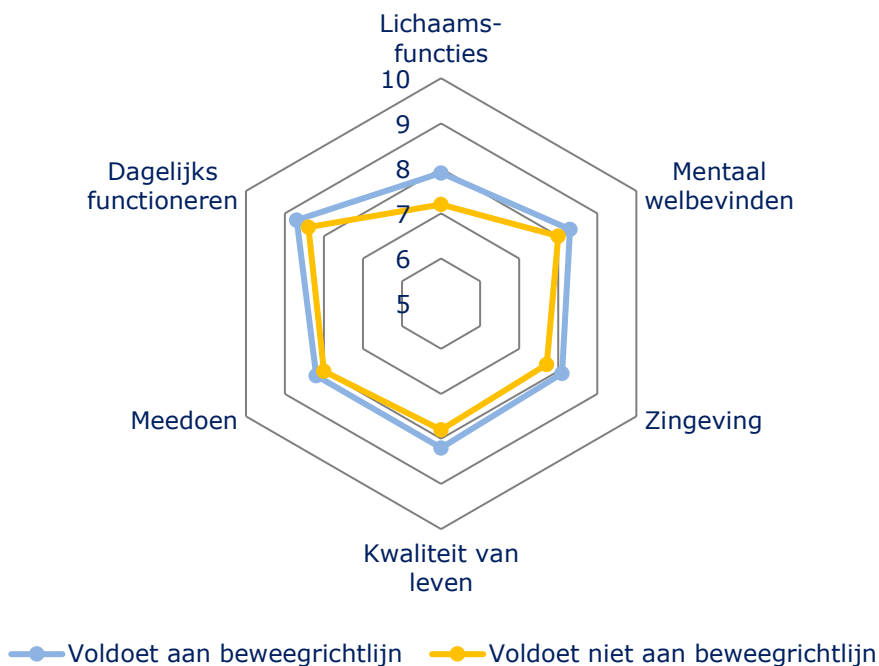 Lichaams-
functies
10
9
8
7
6
5
Mentaal
welbevinden
Zingeving
Kwaliteit van
leven
Meedoen
Dagelijks
functioneren
Voldoet aan beweegrichtlijn
Voldoet niet aan beweegrichtlijn